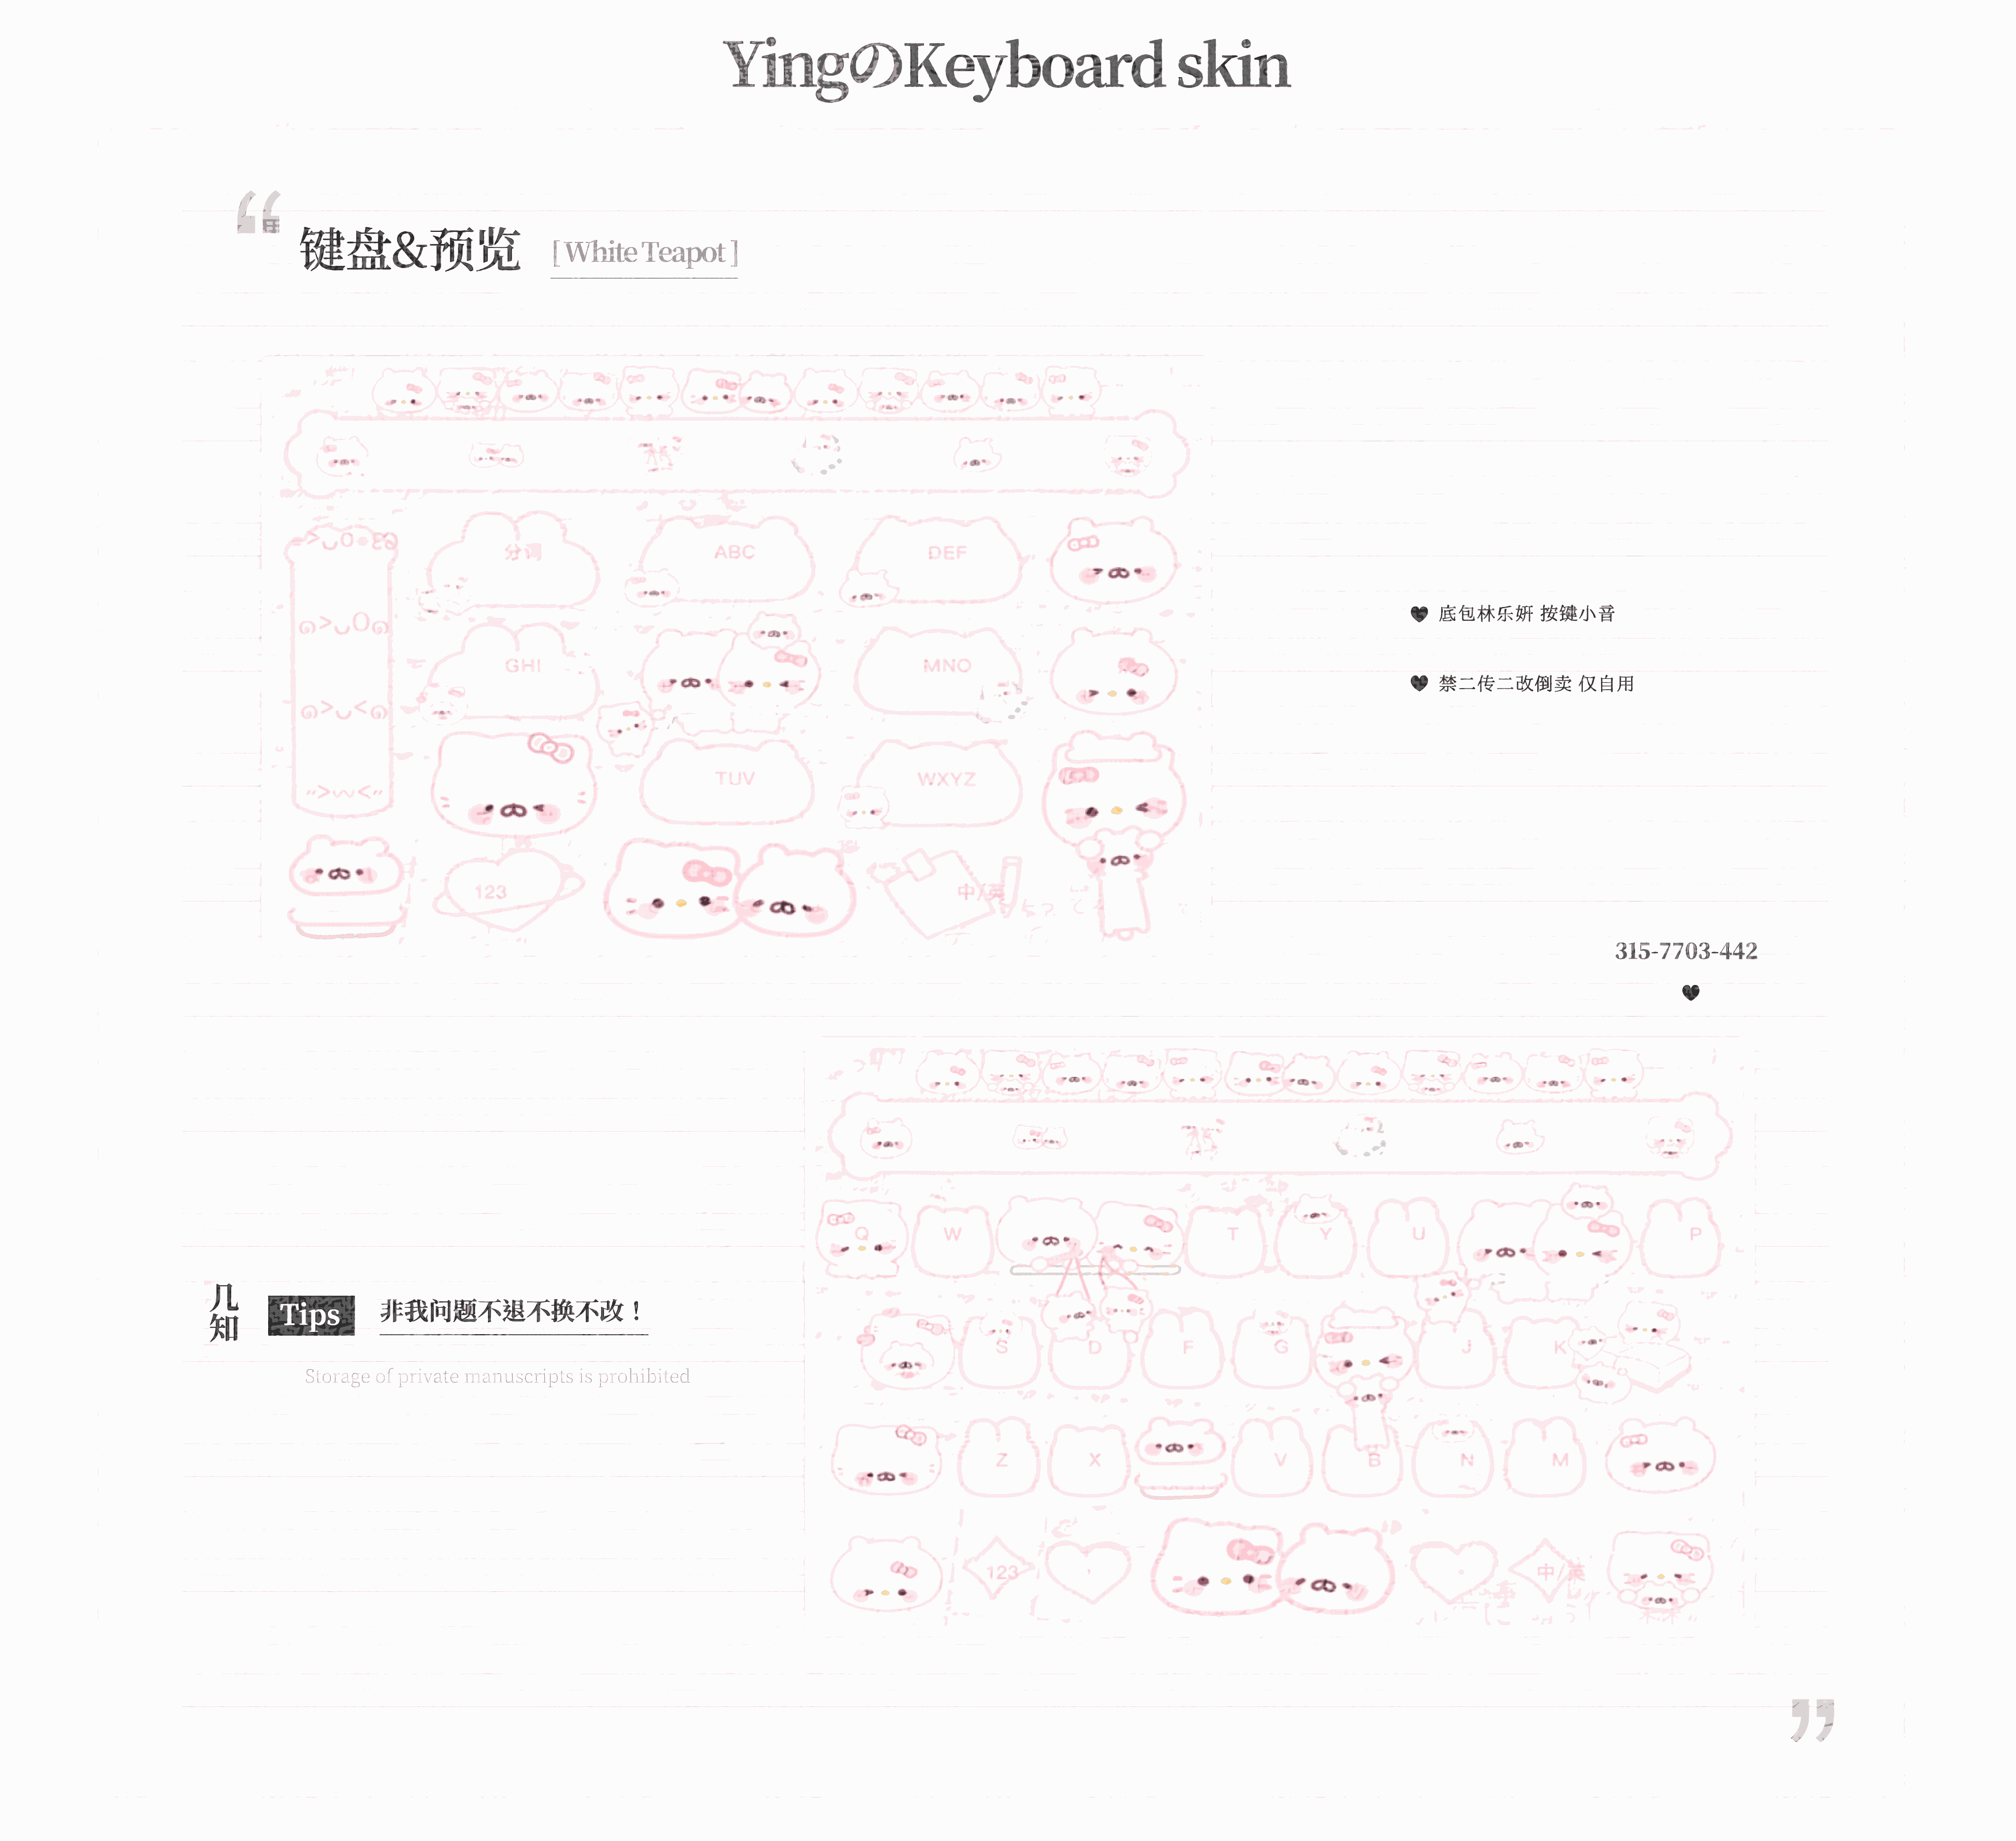 YingのKeyboard skin
键盘&预览 [White Teapot]
分词 ABC DEF
GHI MNO
TUV WXYZ
123 中/英
底包林乐妍 按键小音
禁二传二改倒卖 仅自用
315-7703-442
Q W T Y U P
S D F G J K
Z X V B N M
123 , 中/英
几知
Tips 非我问题不退不换不改！
Storage of private manuscripts is prohibited